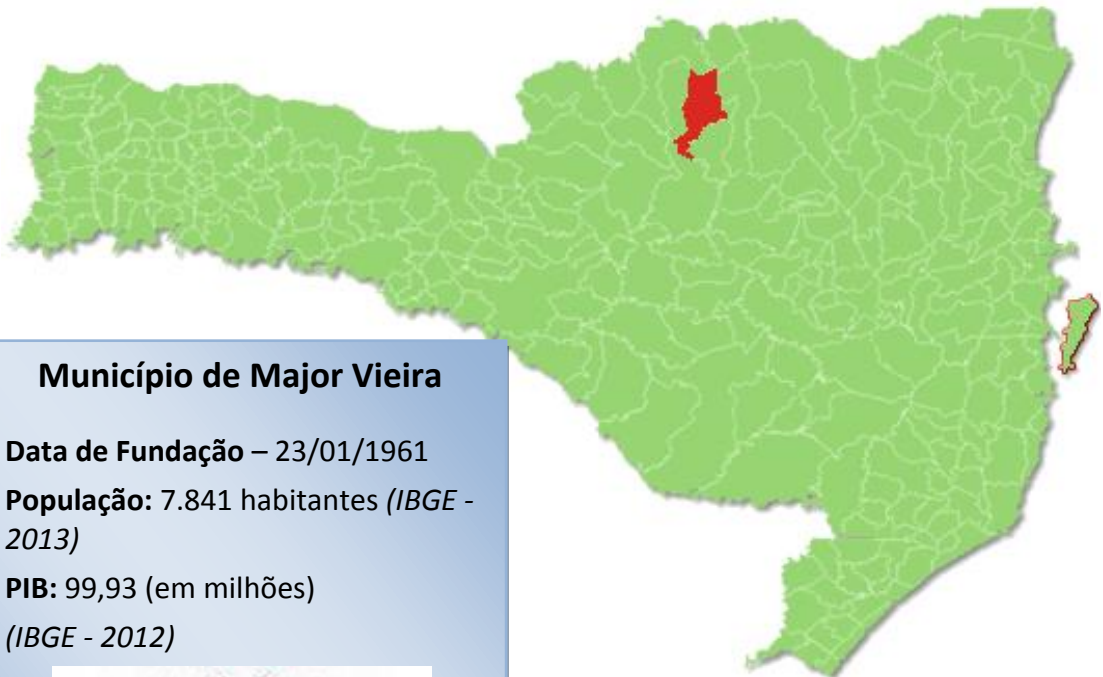 Município de Major Vieira
Data de Fundação – 23/01/1961
População: 7.841 habitantes (IBGE -
2013)
PIB: 99,93 (em milhões)
(IBGE - 2012)